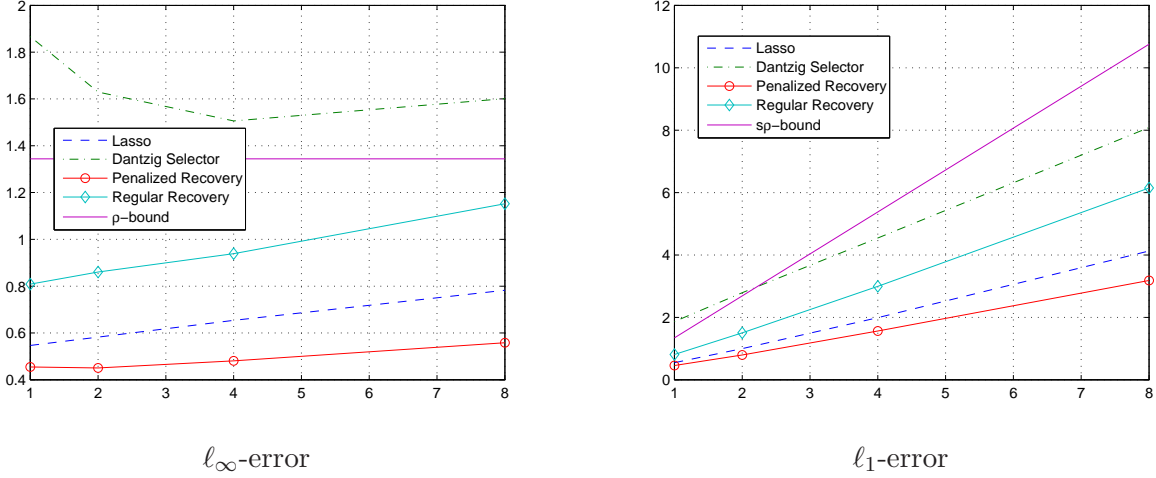 2
1.8
1.6
1.4
1.2
1
0.8
0.6
0.4
Lasso
Dantzig Selector
Penalized Recovery
Regular Recovery
ρ−bound
1 2 3 4 5 6 7 8
ℓ∞-error
12
10
8
6
4
2
0
Lasso
Dantzig Selector
Penalized Recovery
Regular Recovery
sρ−bound
1 2 3 4 5 6 7 8
ℓ1-error